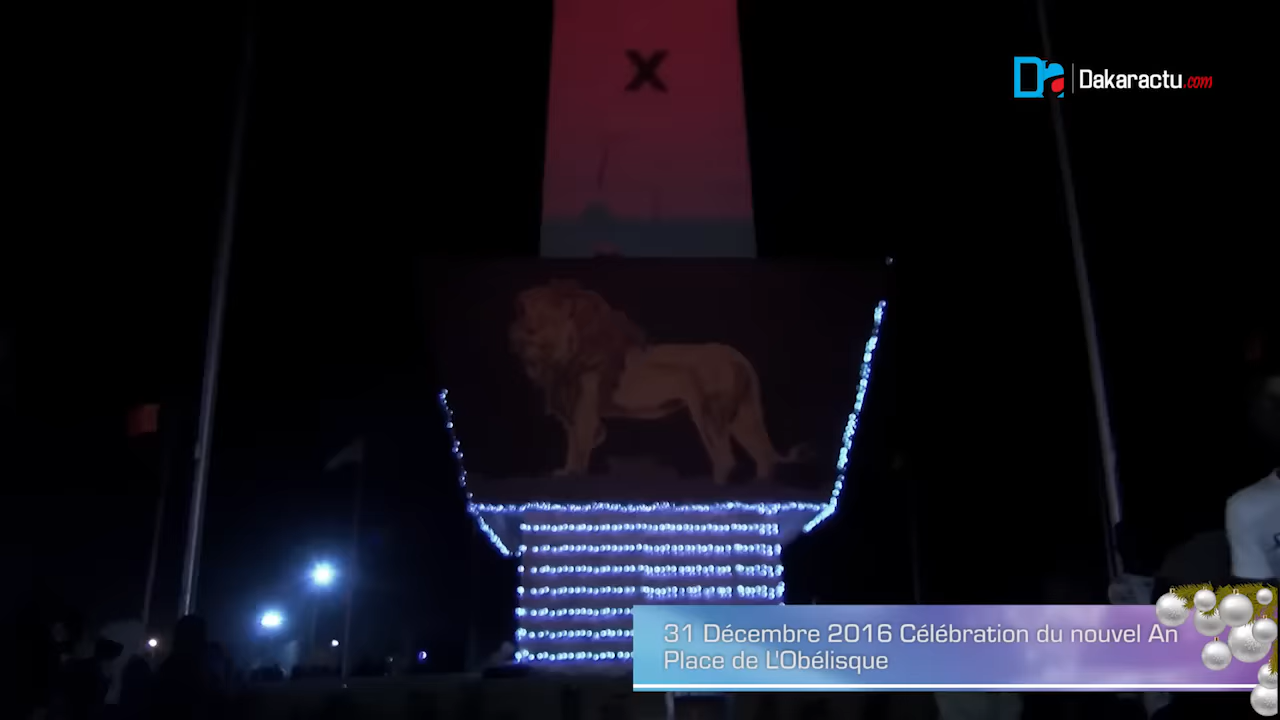 X
Dakaractu.com
31 Décembre 2016 Célébration du nouvel An
Place de L'Obélisque